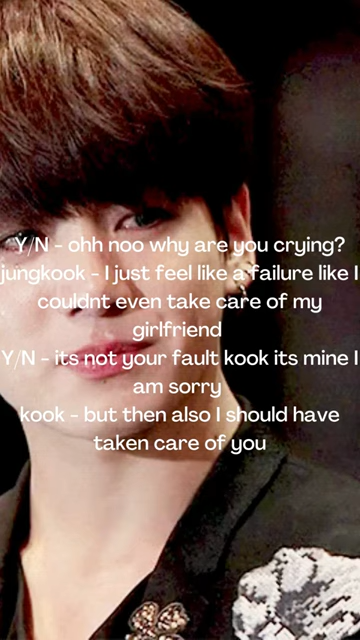 Y/N - ohh noo why are you crying?
jungkook - I just feel like a failure like I
couldnt even take care of my
girlfriend
Y/N - its not your fault kook its mine I
am sorry
kook - but then also I should have
taken care of you